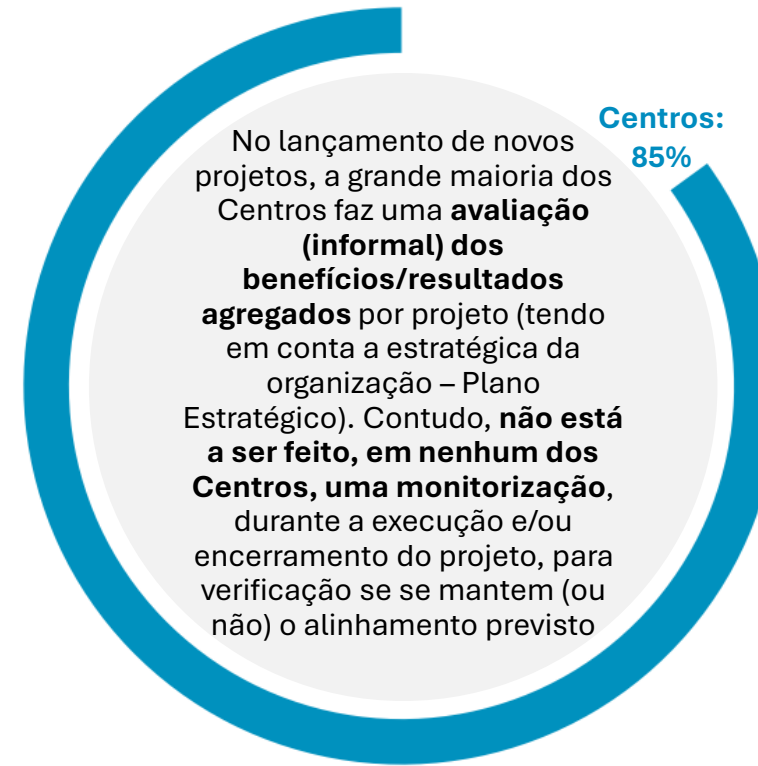 Centros:
85%
No lançamento de novos
projetos, a grande maioria dos
Centros faz uma avaliação
(informal) dos
benefícios/resultados
agregados por projeto (tendo
em conta a estratégica da
organização – Plano
Estratégico). Contudo, não está
a ser feito, em nenhum dos
Centros, uma monitorização,
durante a execução e/ou
encerramento do projeto, para
verificação se se mantem (ou
não) o alinhamento previsto